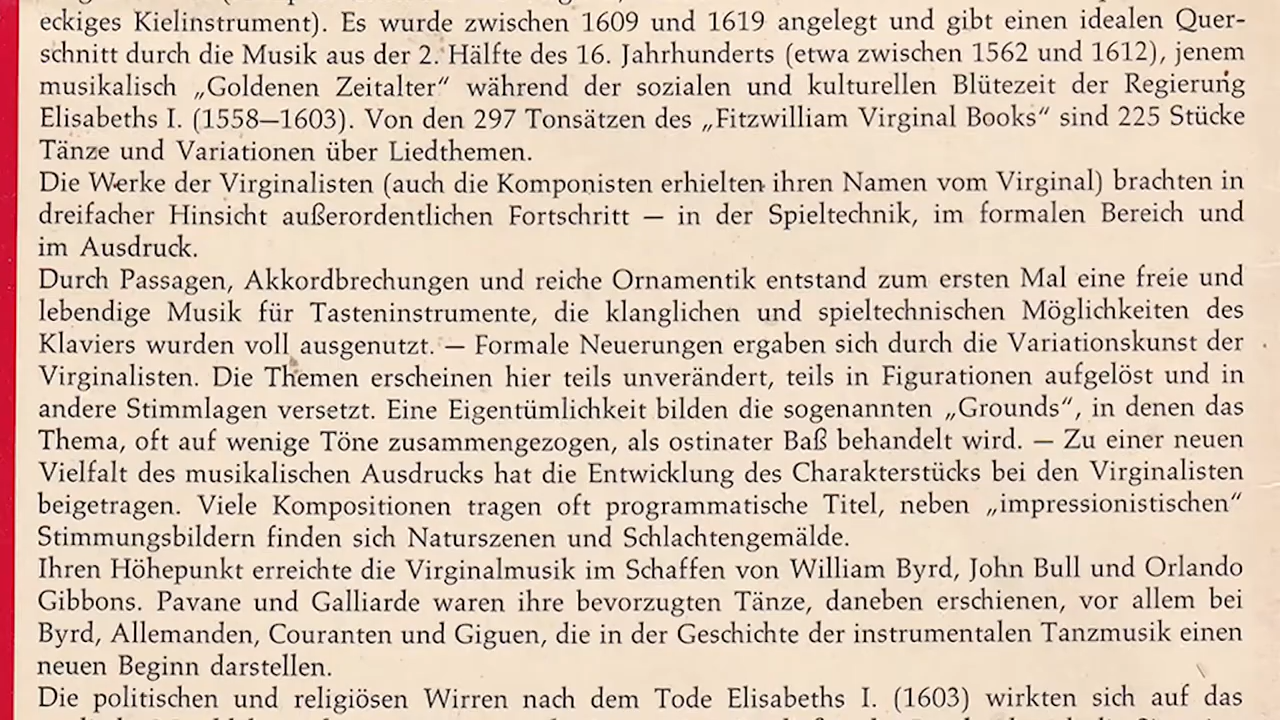 eckiges Kielinstrument). Es wurde zwischen 1609 und 1619 angelegt und gibt einen idealen Quer-
schnitt durch die Musik aus der 2. Hälfte des 16. Jahrhunderts (etwa zwischen 1562 und 1612), jenem
musikalisch „Goldenen Zeitalter“ während der sozialen und kulturellen Blütezeit der Regierung
Elisabeths I. (1558—1603). Von den 297 Tonsätzen des „Fitzwilliam Virginal Books“ sind 225 Stücke
Tänze und Variationen über Liedthemen.
Die Werke der Virginalisten (auch die Komponisten erhielten ihren Namen vom Virginal) brachten in
dreifacher Hinsicht außerordentlichen Fortschritt — in der Spieltechnik, im formalen Bereich und
im Ausdruck.
Durch Passagen, Akkordbrechungen und reiche Ornamentik entstand zum ersten Mal eine freie und
lebendige Musik für Tasteninstrumente, die klanglichen und spieltechnischen Möglichkeiten des
Klaviers wurden voll ausgenutzt. — Formale Neuerungen ergaben sich durch die Variationskunst der
Virginalisten. Die Themen erscheinen hier teils unverändert, teils in Figurationen aufgelöst und in
andere Stimmlagen versetzt. Eine Eigentümlichkeit bilden die sogenannten „Grounds“, in denen das
Thema, oft auf wenige Töne zusammengezogen, als ostinater Baß behandelt wird. — Zu einer neuen
Vielfalt des musikalischen Ausdrucks hat die Entwicklung des Charakterstücks bei den Virginalisten
beigetragen. Viele Kompositionen tragen oft programmatische Titel, neben „impressionistischen“
Stimmungsbildern finden sich Naturszenen und Schlachtengemälde.
Ihren Höhepunkt erreichte die Virginalmusik im Schaffen von William Byrd, John Bull und Orlando
Gibbons. Pavane und Galliarde waren ihre bevorzugten Tänze, daneben erschienen, vor allem bei
Byrd, Allemanden, Couranten und Giguen, die in der Geschichte der instrumentalen Tanzmusik einen
neuen Beginn darstellen.
Die politischen und religiösen Wirren nach dem Tode Elisabeths I. (1603) wirkten sich auf das